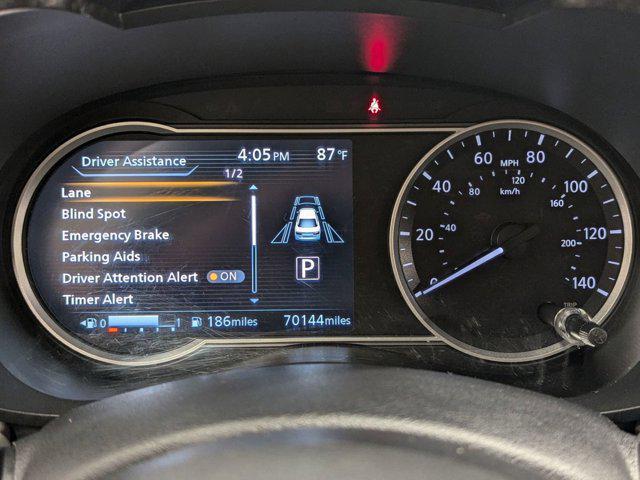 4:05 PM 87 °F
Driver Assistance
1/2
Lane
Blind Spot
Emergency Brake
Parking Aids
Driver Attention Alert ON
Timer Alert
P
0 1 186miles 70144miles
0 20 40 60 80 100 120 140
MPH
40 80 120 160 200
km/h
TRIP